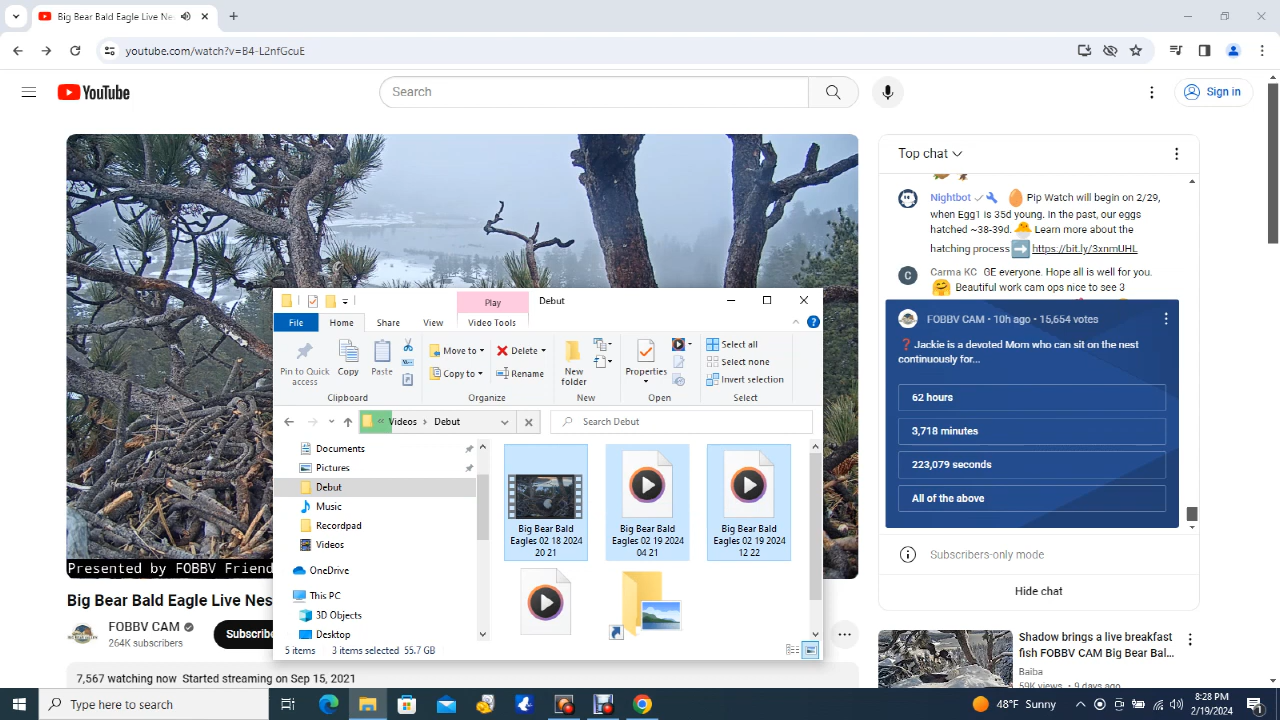 Big Bear Bald Eagle Live Ne
youtube.com/watch?v=B4-L2nfGcuE
YouTube
Search
Sign in
Top chat
Nightbot Pip Watch will begin on 2/29,
when Egg1 is 35d young. In the past, our eggs
hatched ~38-39d. Learn more about the
hatching process https://bit.ly/3xnmUHL
C Carma KC GE everyone. Hope all is well for you.
Beautiful work cam ops nice to see 3
FOBBV CAM • 10h ago • 15,654 votes
Jackie is a devoted Mom who can sit on the nest
continuously for...
62 hours
3,718 minutes
223,079 seconds
All of the above
Subscribers-only mode
Hide chat
Presented by FOBBV Friend
Big Bear Bald Eagle Live Nes
FOBBV CAM
264K subscribers
Subscribe
7,567 watching now Started streaming on Sep 15, 2021
Shadow brings a live breakfast
fish FOBBV CAM Big Bear Bal...
Baiba
59K views • 9 days ago
Play
Debut
File
Home
Share
View
Video Tools
Pin to Quick
access
Copy
Paste
Clipboard
Move to
Copy to
Delete
Rename
Organize
New
folder
New
Properties
Open
Select all
Select none
Invert selection
Select
Videos
Debut
Search Debut
Documents
Pictures
Debut
Music
Recordpad
Videos
OneDrive
This PC
3D Objects
Desktop
Big Bear Bald
Eagles 02 18 2024
20 21
Big Bear Bald
Eagles 02 19 2024
04 21
Big Bear Bald
Eagles 02 19 2024
12 22
5 items 3 items selected 55.7 GB
Type here to search
48°F Sunny
8:28 PM
2/19/2024
1